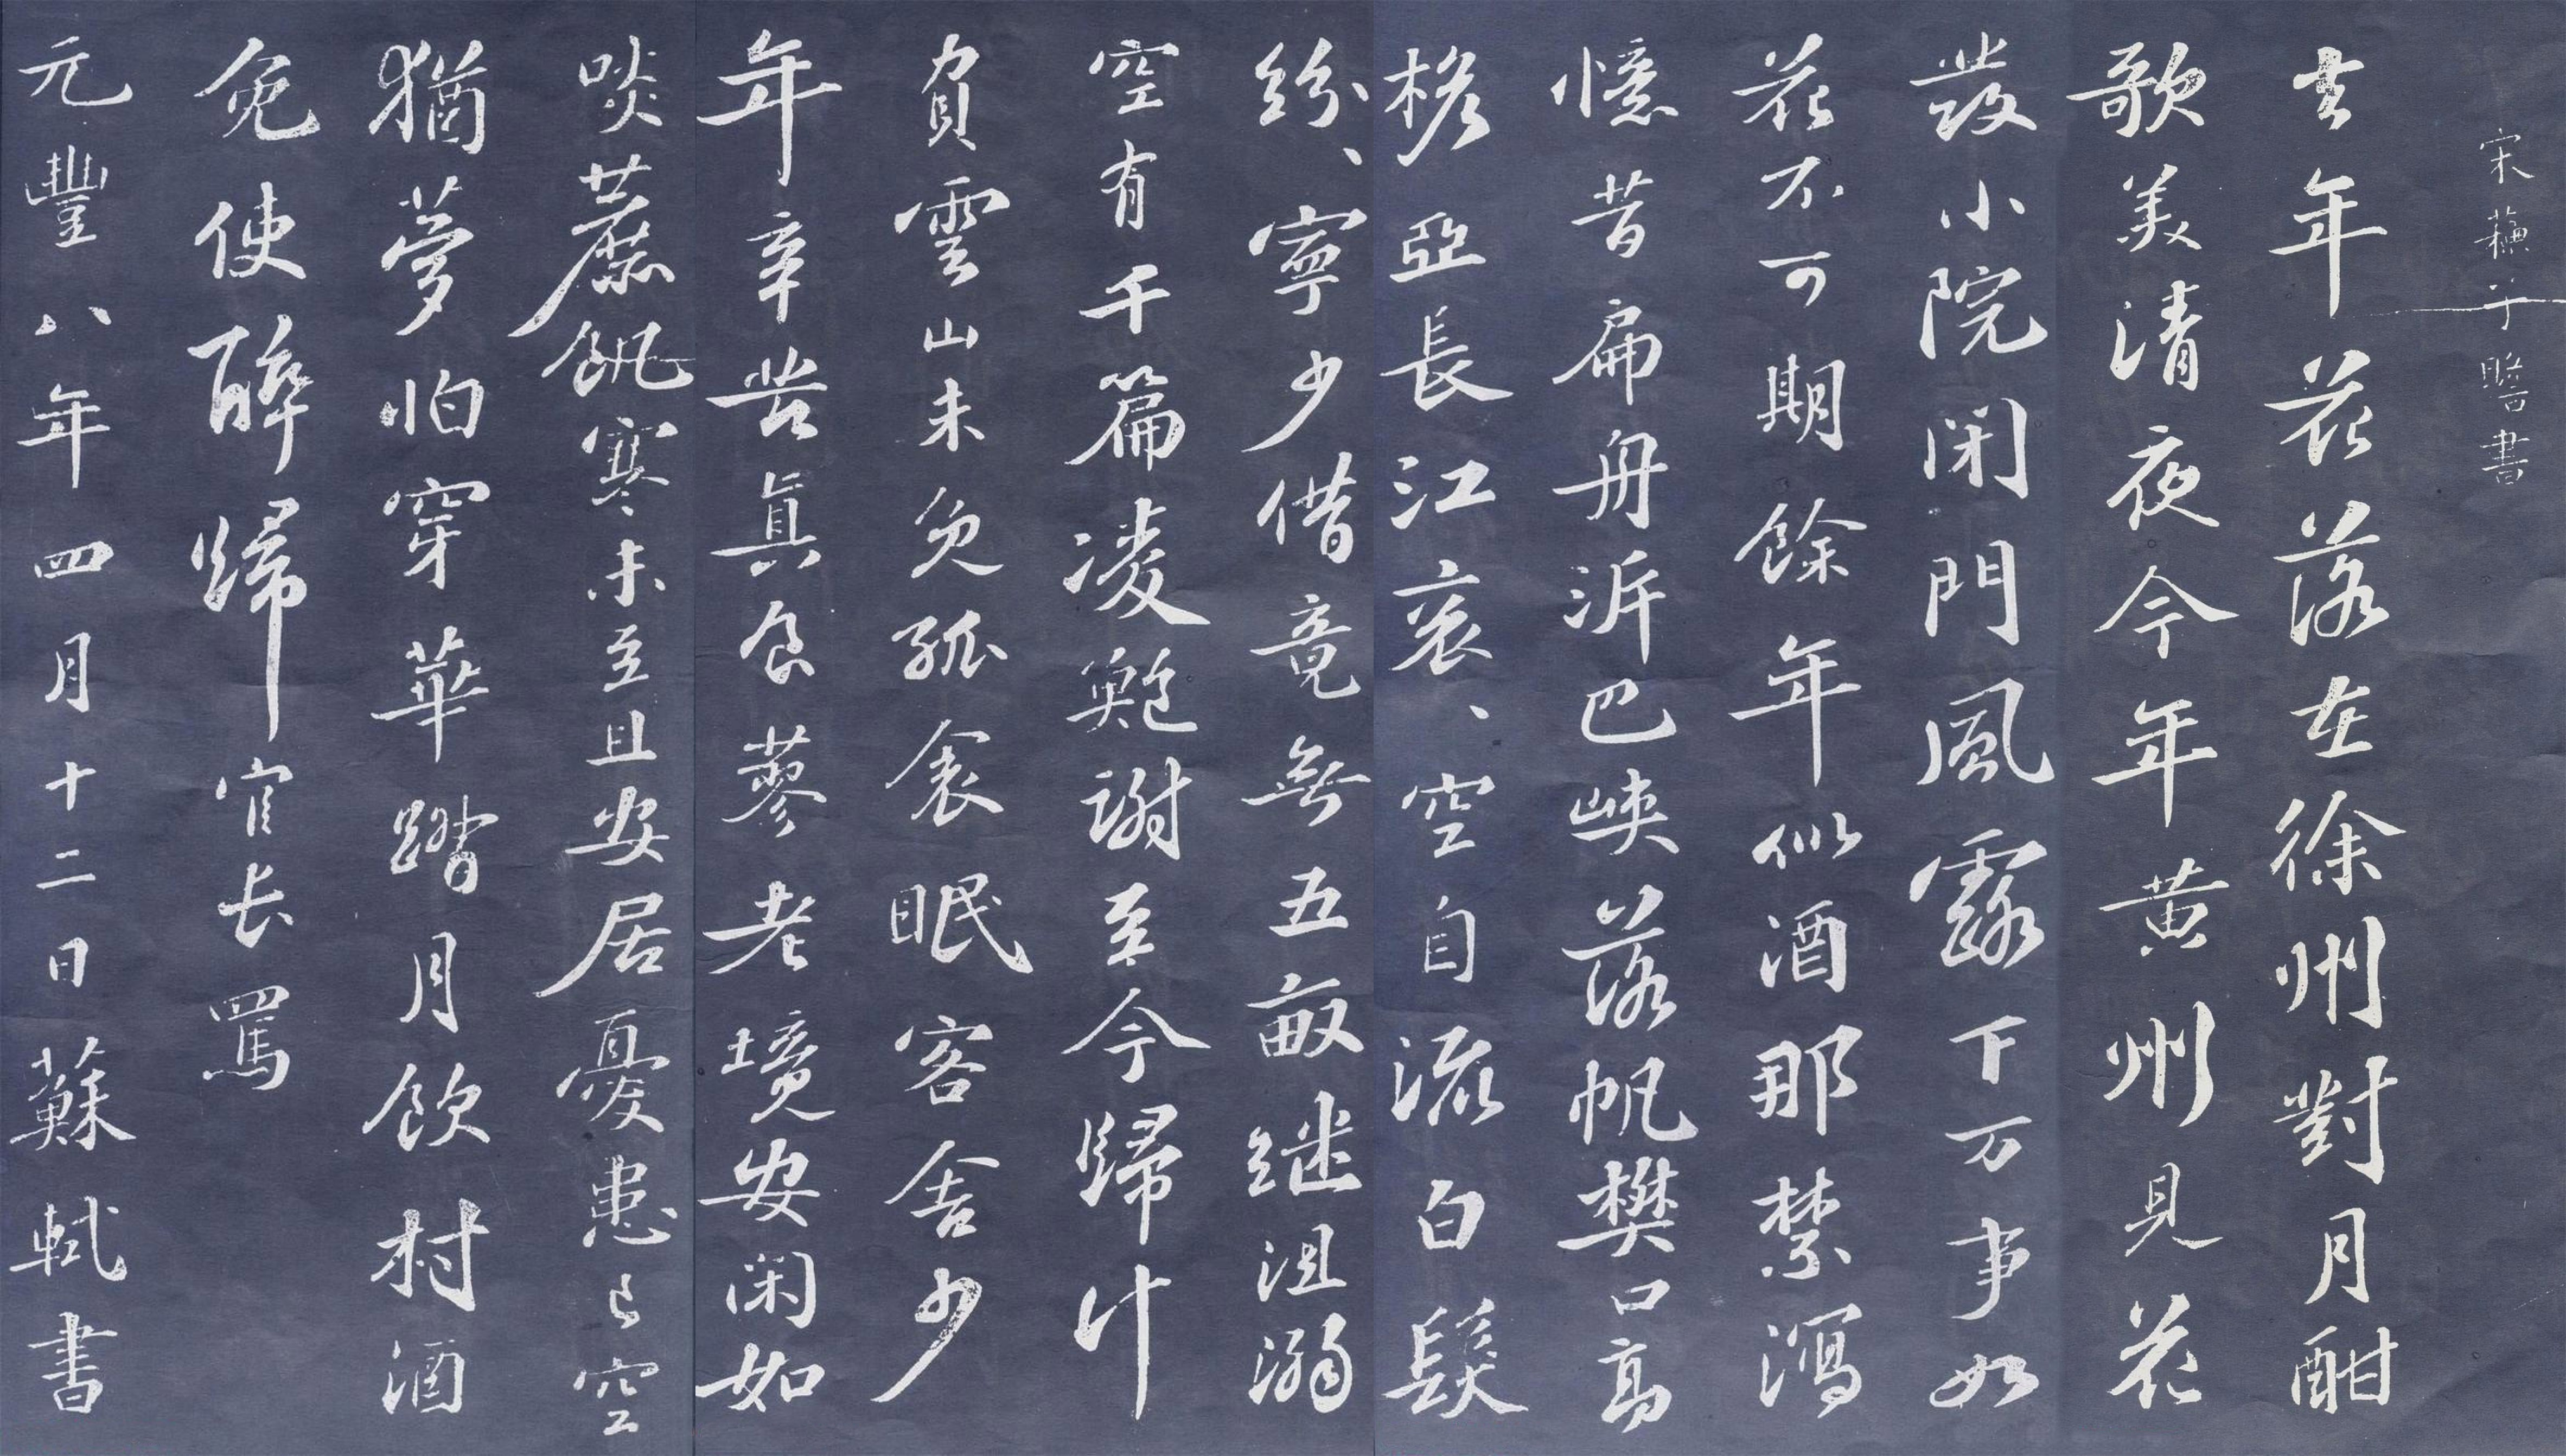 宋蘇子瞻書
去年花落在徐州對月酣
歌美清夜今年黄州見花
發小院闭門風露下万事如
花不可期餘年似酒那禁瀉
憶昔扁舟泝巴峡落帆樊口高
桅亞長江衮、空自流白髮
紛、寧少借竟無五畝继沮溺
空有千篇凌鮑謝至今歸计
負雲山未免孤衾眠客舍少
年辛苦真食蓼老境安闲如
啖蔗飢寒未至且安居憂患已空
猶夢怕穿華踏月飲村酒
免使醉歸官长罵
元豐八年四月十二日蘇軾書